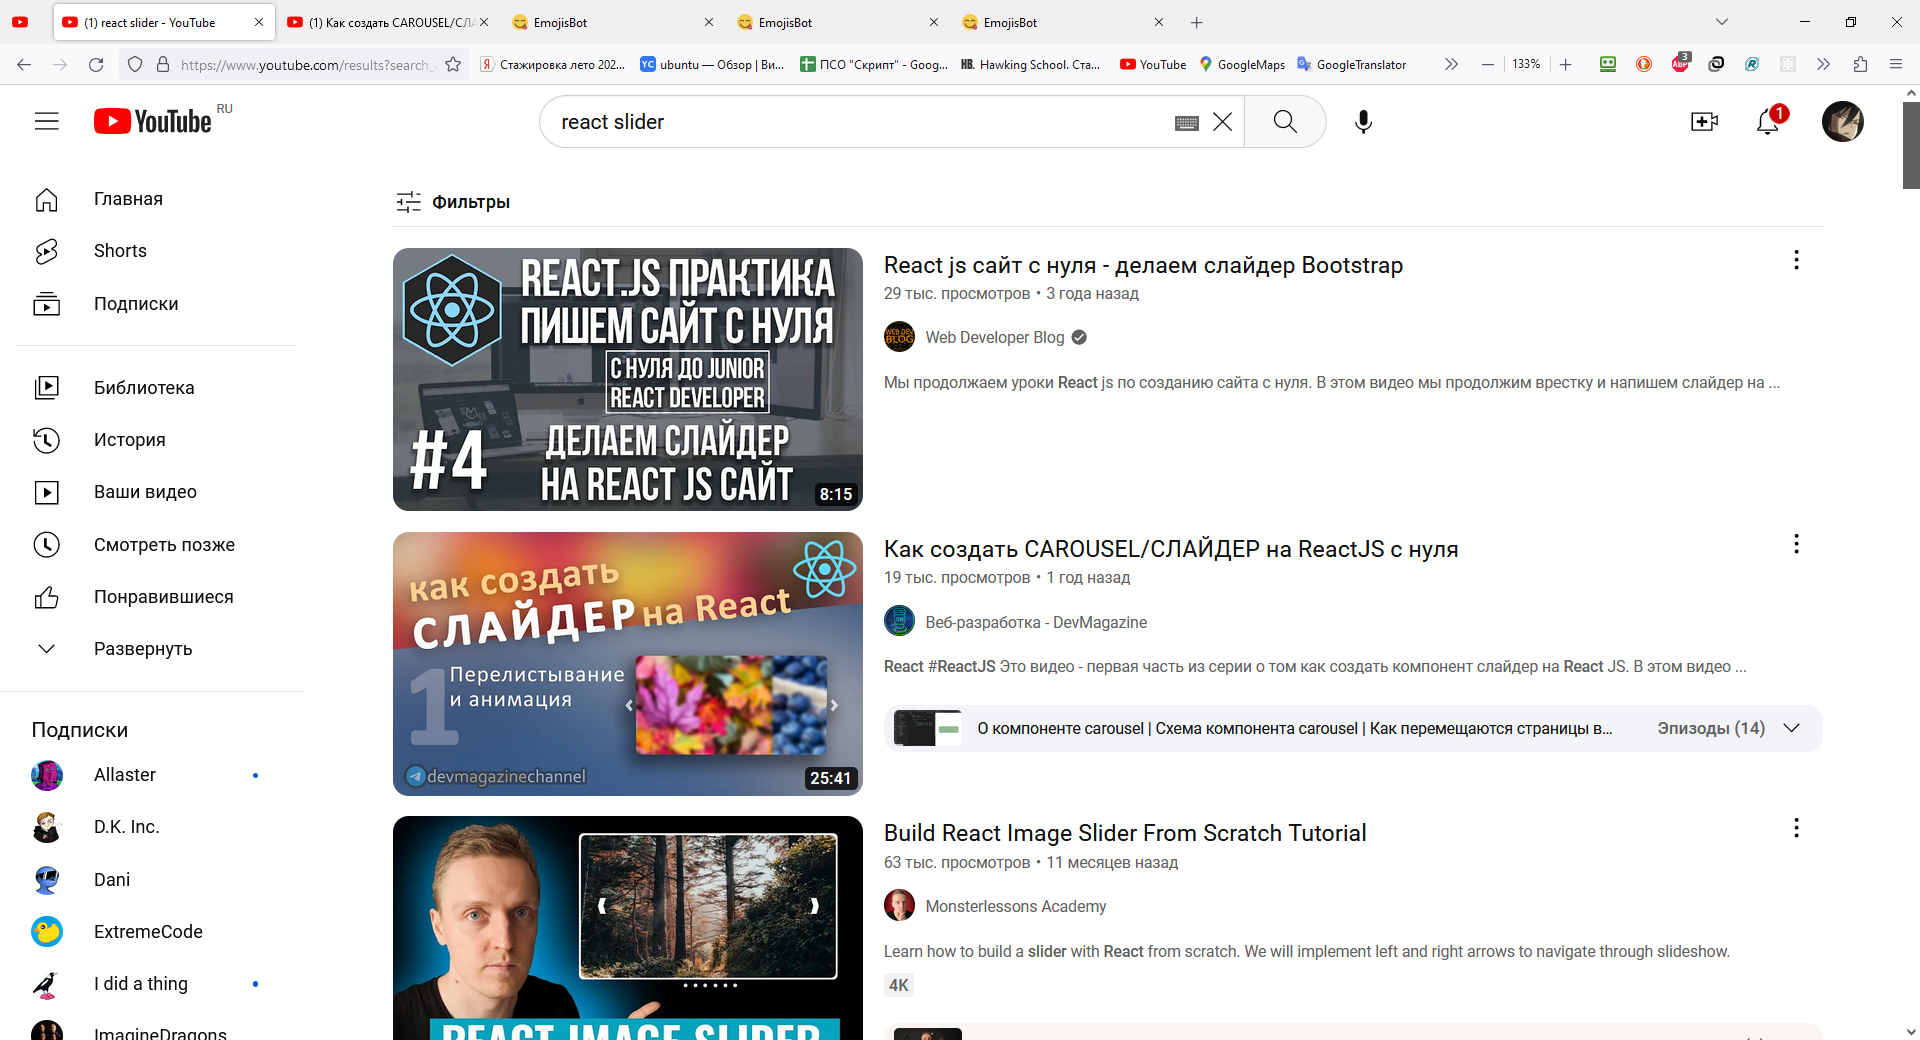 (1) react slider - YouTube
(1) Как создать CAROUSEL/СЛА
EmojisBot
EmojisBot
EmojisBot
https://www.youtube.com/results?search_
Стажировка лето 202…
ubuntu — Обзор | Ви…
ПСО "Скрипт" - Goog…
Hawking School. Ста…
YouTube
GoogleMaps
GoogleTranslator
133%
3
YouTube RU
react slider
1
Главная
Shorts
Подписки
Библиотека
История
Ваши видео
Смотреть позже
Понравившиеся
Развернуть
Подписки
Allaster
D.K. Inc.
Dani
ExtremeCode
I did a thing
ImagineDragons
Фильтры
REACT.JS ПРАКТИКА
ПИШЕМ САЙТ С НУЛЯ
С НУЛЯ ДО JUNIOR
REACT DEVELOPER
#4
ДЕЛАЕМ СЛАЙДЕР
НА REACT JS САЙТ
8:15
React js сайт с нуля - делаем слайдер Bootstrap
29 тыс. просмотров • 3 года назад
WEB DEV
BLOG
Web Developer Blog
Мы продолжаем уроки React js по созданию сайта с нуля. В этом видео мы продолжим врестку и напишем слайдер на ...
как создать
СЛАЙДЕР на React
1
Перелистывание
и анимация
devmagazinechannel
25:41
Как создать CAROUSEL/СЛАЙДЕР на ReactJS с нуля
19 тыс. просмотров • 1 год назад
Веб-разработка - DevMagazine
React #ReactJS Это видео - первая часть из серии о том как создать компонент слайдер на React JS. В этом видео ...
О компоненте carousel | Схема компонента carousel | Как перемещаются страницы в...
Эпизоды (14)
REACT IMAGE SLIDER
Build React Image Slider From Scratch Tutorial
63 тыс. просмотров • 11 месяцев назад
Monsterlessons Academy
Learn how to build a slider with React from scratch. We will implement left and right arrows to navigate through slideshow.
4K